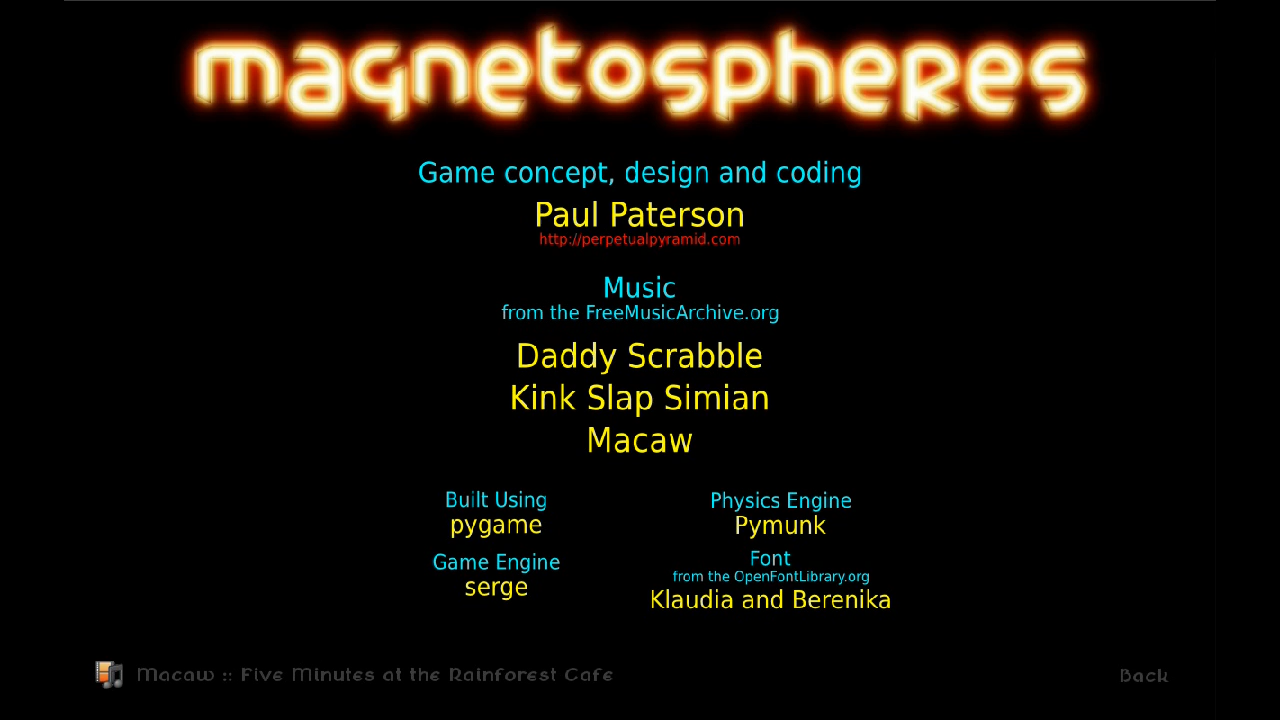 magnetospheres
Game concept, design and coding
Paul Paterson
http://perpetualpyramid.com
Music
from the FreeMusicArchive.org
Daddy Scrabble
Kink Slap Simian
Macaw
Built Using
pygame
Physics Engine
Pymunk
Game Engine
serge
Font
from the OpenFontLibrary.org
Klaudia and Berenika
Macaw :: Five Minutes at the Rainforest Cafe
Back